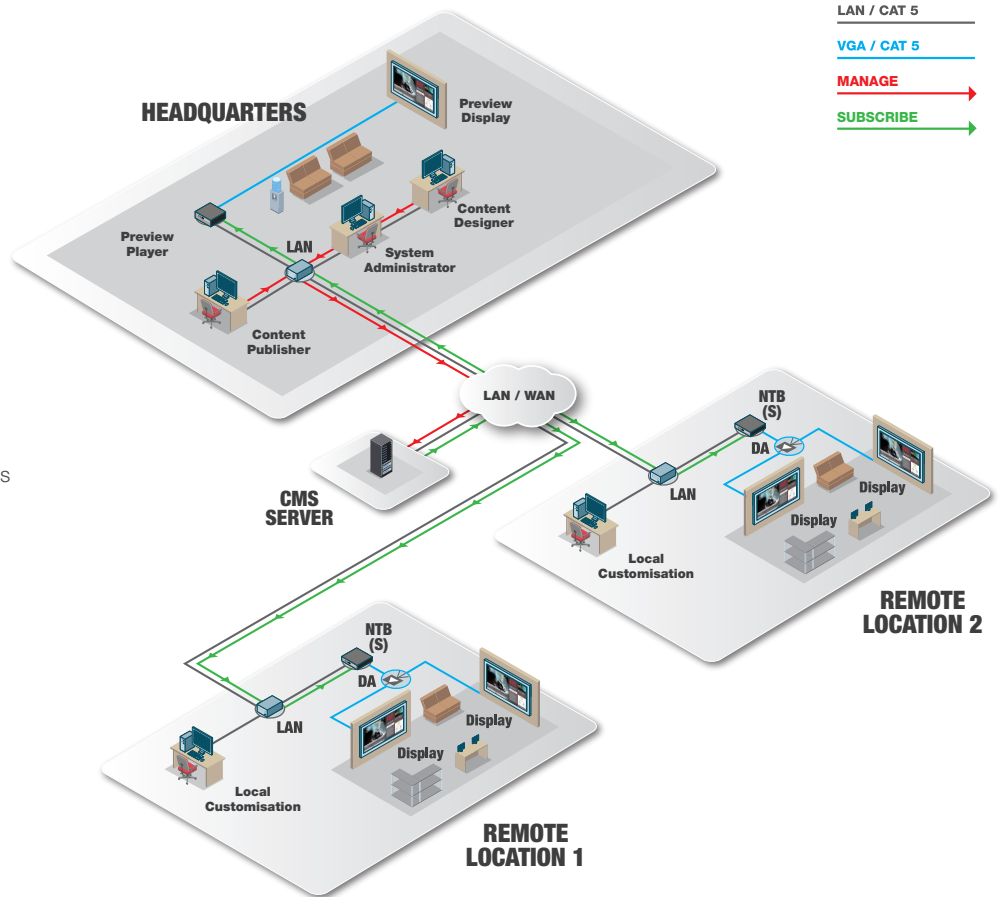 LAN / CAT 5
VGA / CAT 5
MANAGE
SUBSCRIBE
HEADQUARTERS
Preview
Display
Content
Designer
Preview
Player
LAN
System
Administrator
Content
Publisher
LAN / WAN
S
CMS
SERVER
NTB
(S)
DA
LAN
Display
Display
Local
Customisation
REMOTE
LOCATION 2
NTB
(S)
DA
LAN
Display
Display
Local
Customisation
REMOTE
LOCATION 1